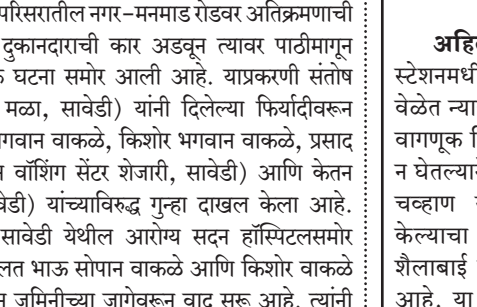 परिसरातील नगर-मनमाड रोडवर अतिक्रमणाची
दुकानदाराची कार अडवून त्यावर पाठीमागून
घटना समोर आली आहे. याप्रकरणी संतोष
मळा, सावेडी) यांनी दिलेल्या फिर्यादीवरून
गवान वाकळे, किशोर भगवान वाकळे, प्रसाद
वॉशिंग सेंटर शेजारी, सावेडी) आणि केतन
वेडी) यांच्याविरुद्ध गुन्हा दाखल केला आहे.
सावेडी येथील आरोग्य सदन हॉस्पिटलसमोर
लत भाऊ सोपान वाकळे आणि किशोर वाकळे
जमिनीच्या जागेवरून वाद सुरू आहे. त्यांनी
अहि
स्टेशनमधी
वेळेत न्या
वागणूक
न घेतल्या
चव्हाण
केल्याचा
शैलाबाई
आहे. या